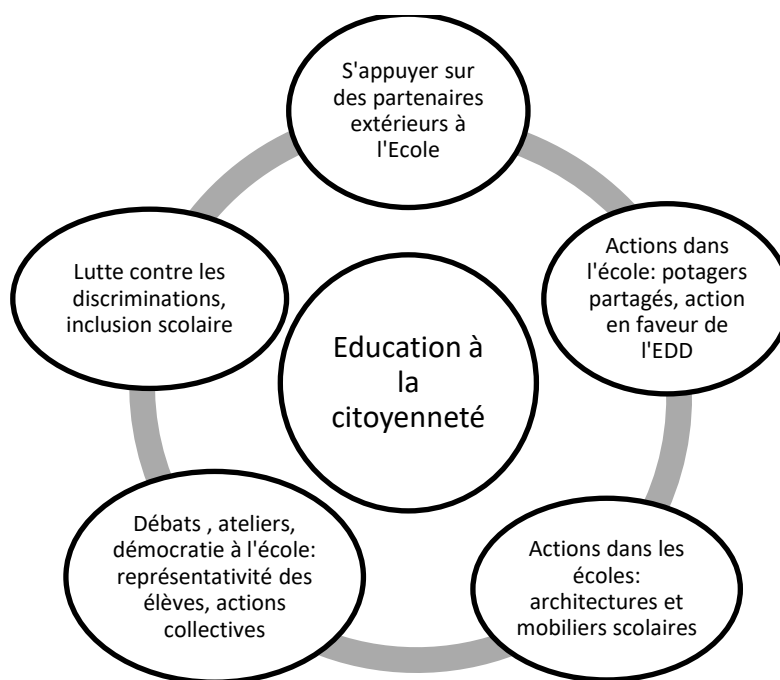 S'appuyer sur
des partenaires
extérieurs à
l'Ecole
Actions dans
l'école: potagers
partagés, action
en faveur de
l'EDD
Actions dans les
écoles:
architectures et
mobiliers scolaires
Débats , ateliers,
démocratie à l'école:
représentativité des
élèves, actions
collectives
Lutte contre les
discriminations,
inclusion scolaire
Education à
la
citoyenneté